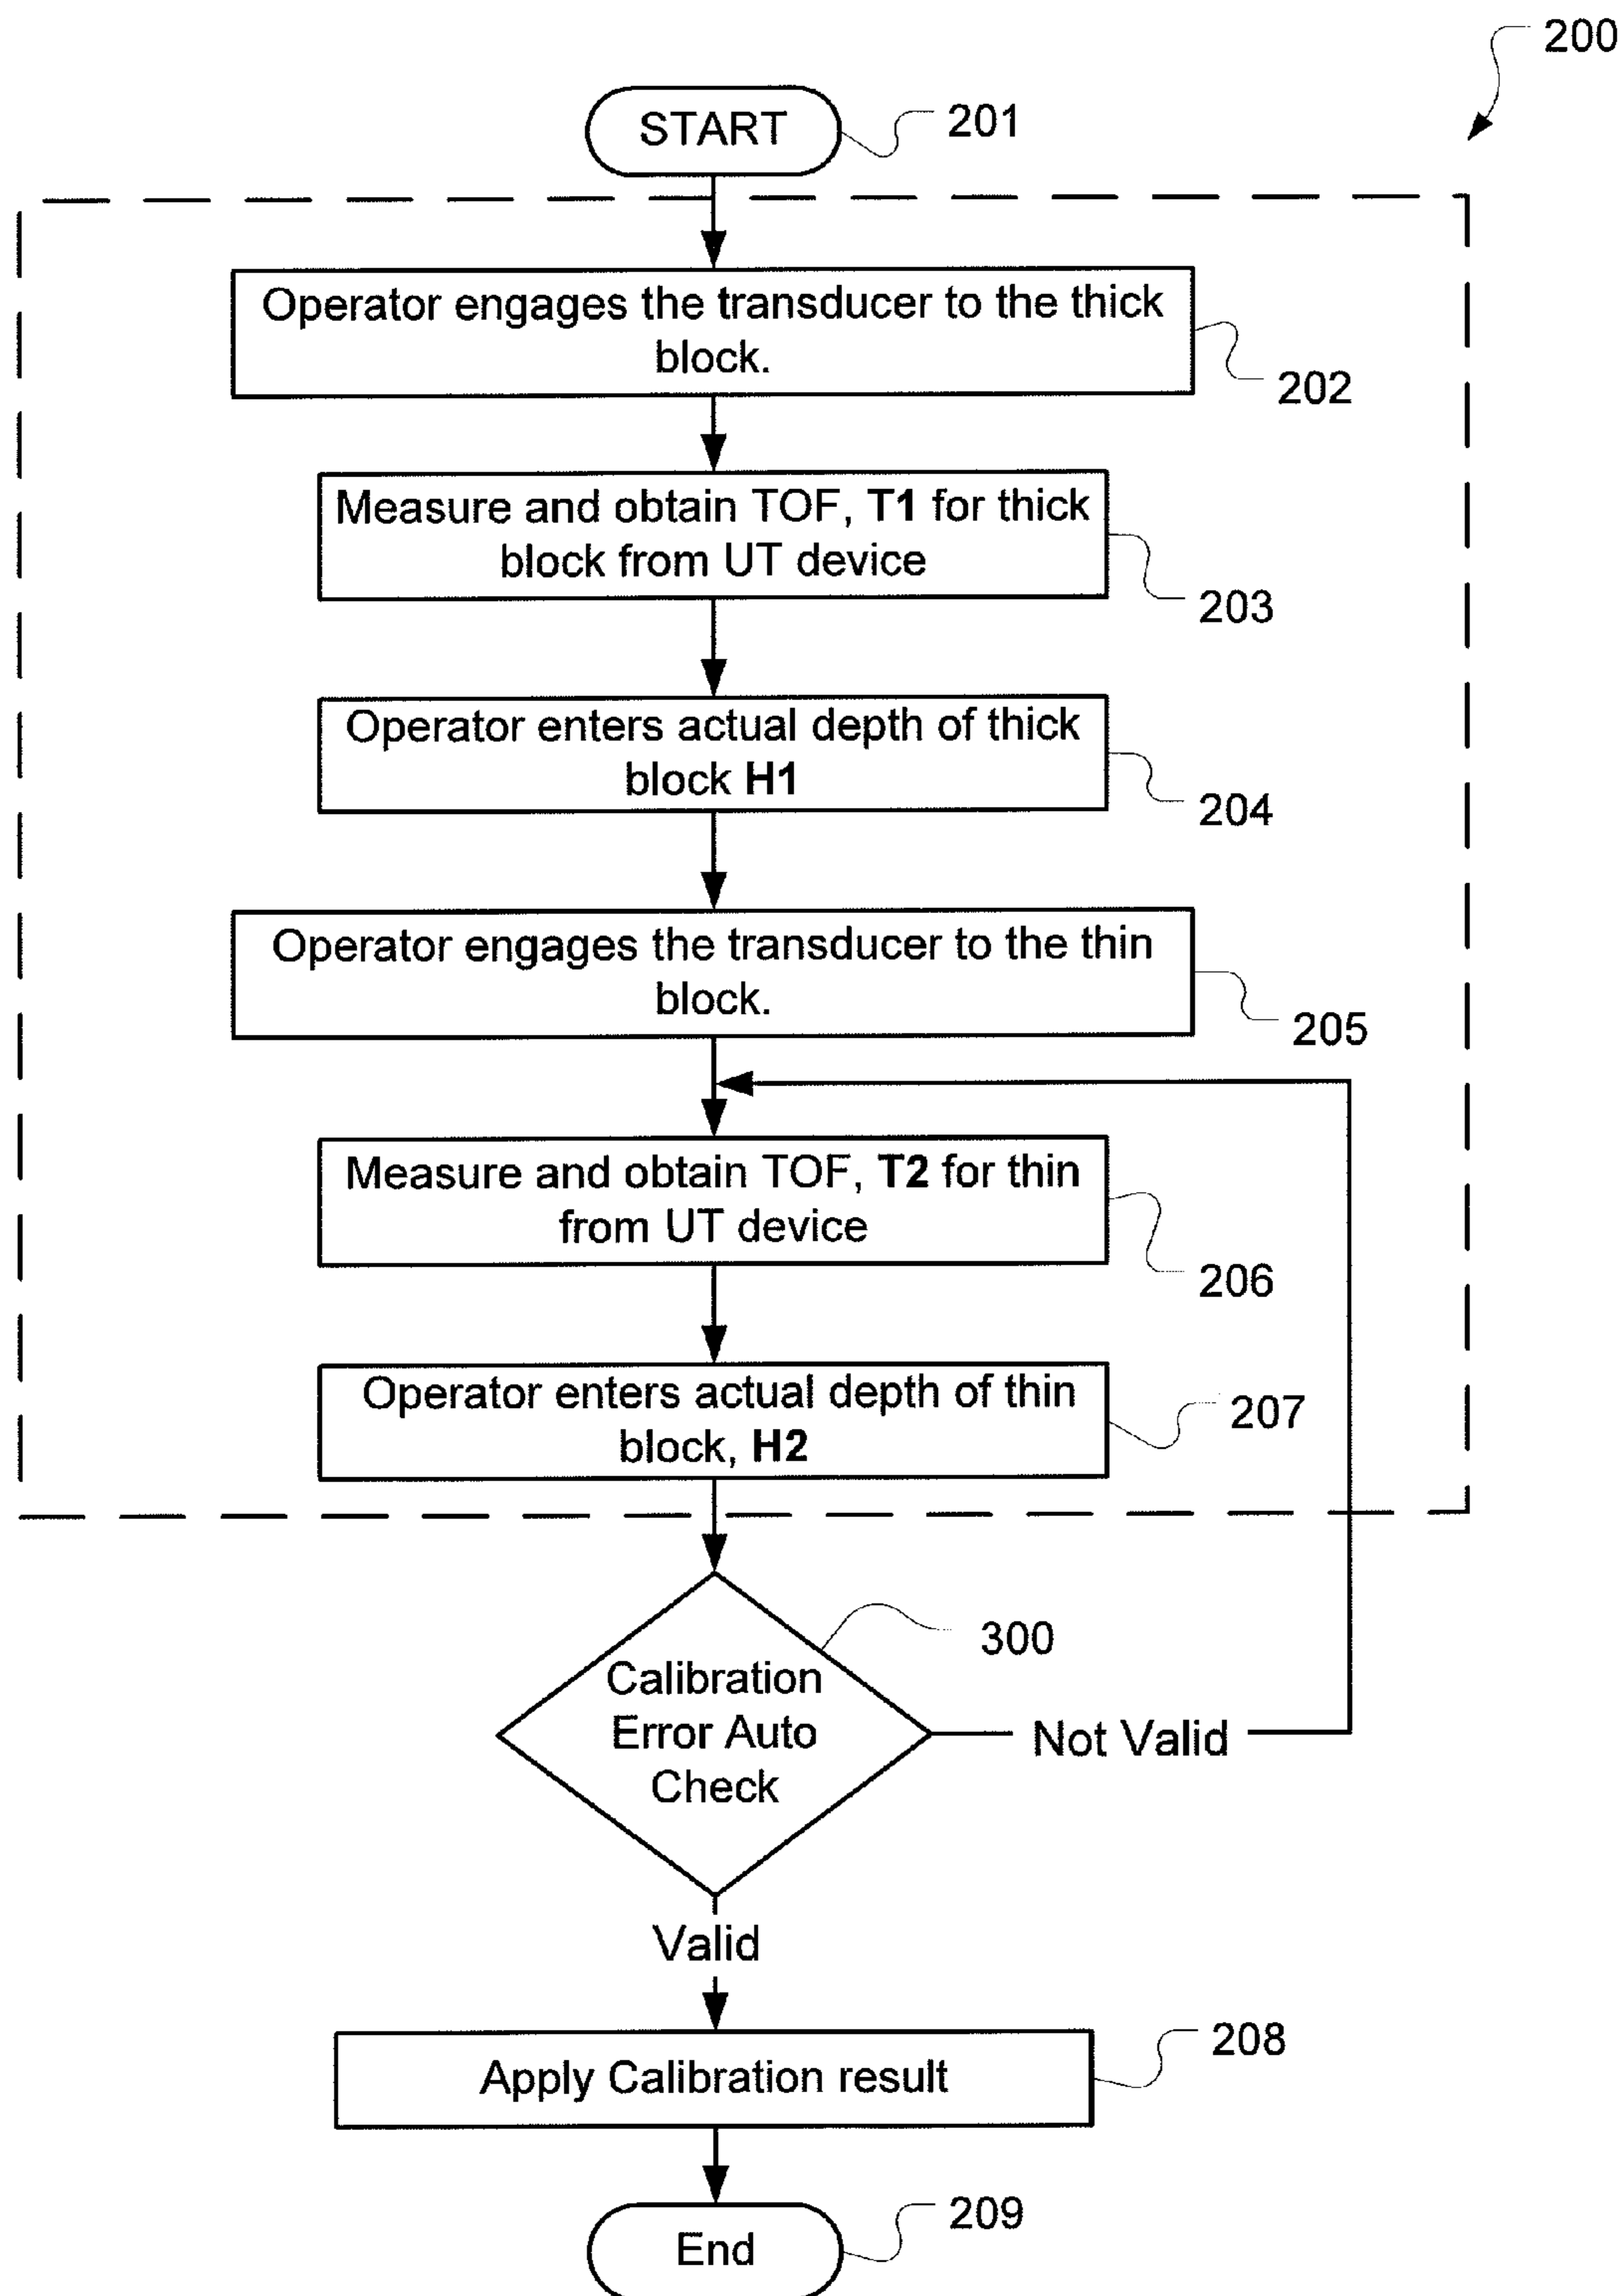 200
START
201
Operator engages the transducer to the thick
block.
202
Measure and obtain TOF, T1 for thick
block from UT device
203
Operator enters actual depth of thick
block H1
204
Operator engages the transducer to the thin
block.
205
Measure and obtain TOF, T2 for thin
from UT device
206
Operator enters actual depth of thin
block, H2
207
300
Calibration
Error Auto
Check
Not Valid
Valid
Apply Calibration result
208
End
209